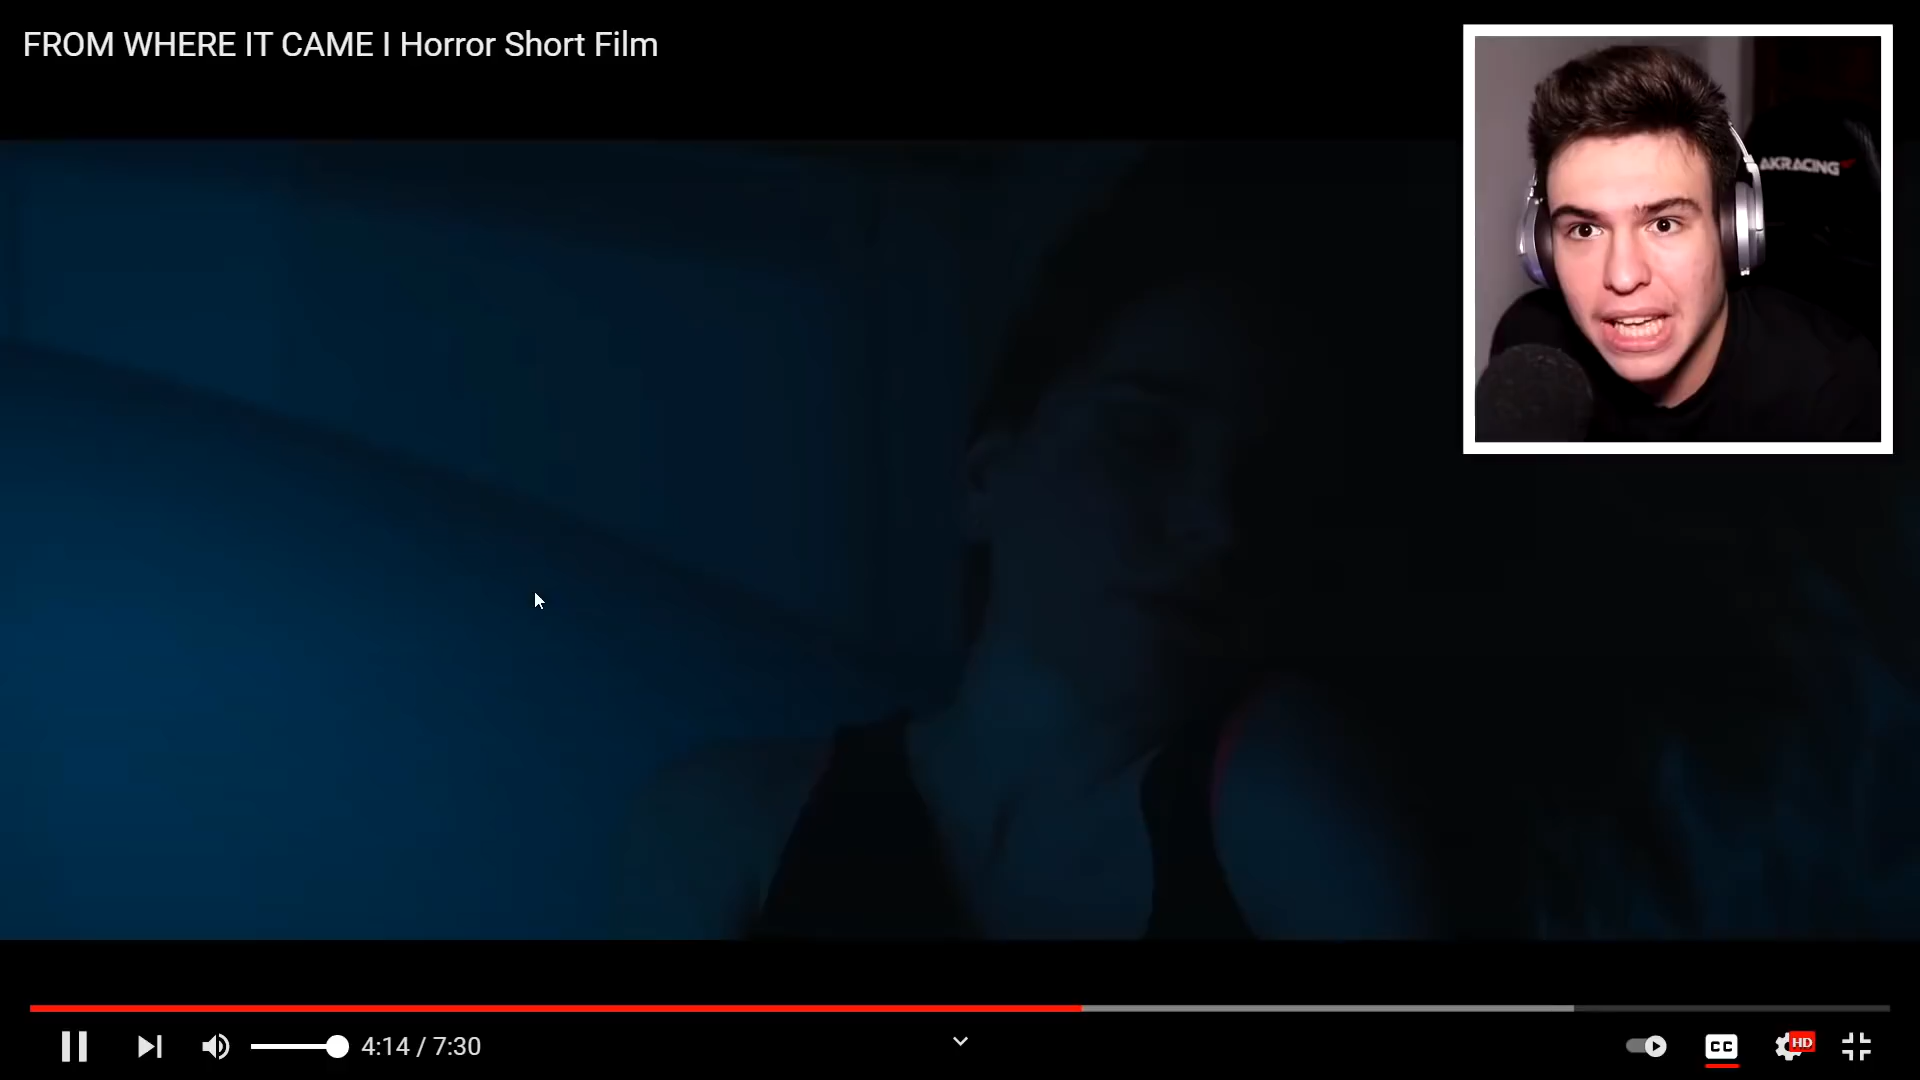 FROM WHERE IT CAME I Horror Short Film
AKRACING
4:14 / 7:30
CC
HD